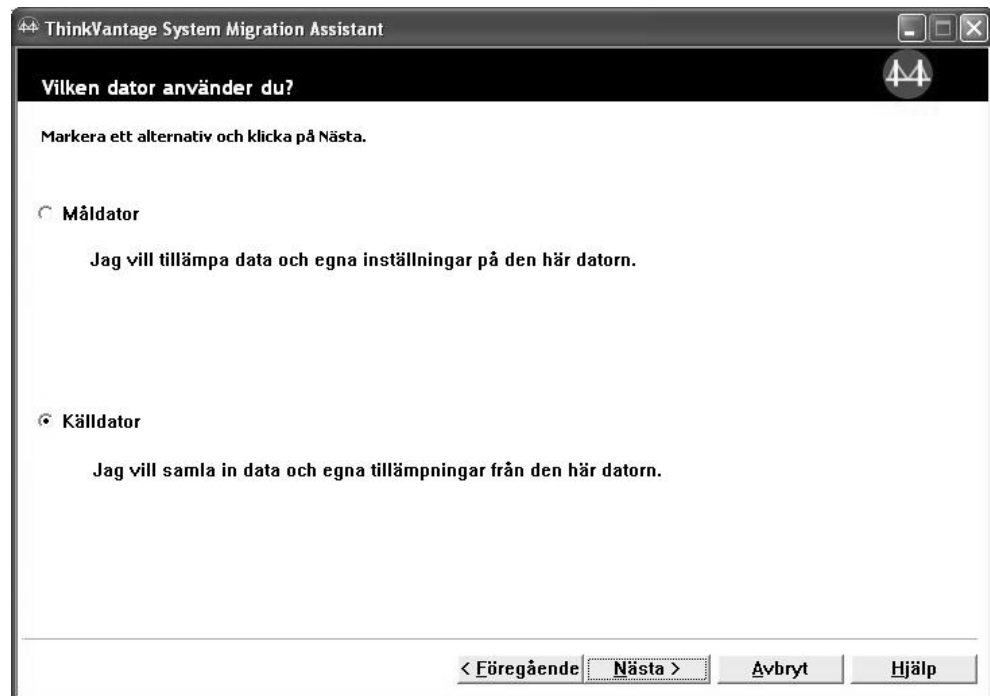 ThinkVantage System Migration Assistant
Vilken dator använder du?
Markera ett alternativ och klicka på Nästa.
Måldator
Jag vill tillämpa data och egna inställningar på den här datorn.
Källdator
Jag vill samla in data och egna tillämpningar från den här datorn.
< Föregående Nästa > Avbryt Hjälp